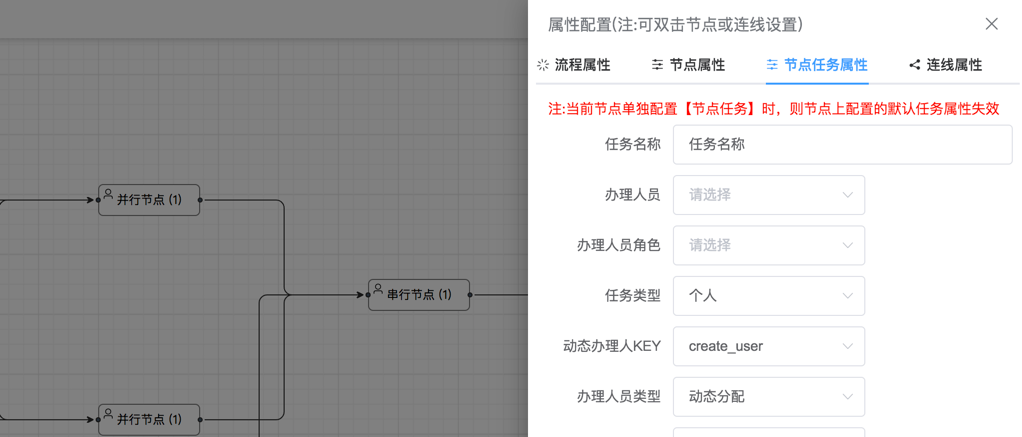 属性配置(注:可双击节点或连线设置)
流程属性 节点属性 节点任务属性 连线属性
注:当前节点单独配置【节点任务】时，则节点上配置的默认任务属性失效
任务名称 任务名称
办理人员 请选择
办理人员角色 请选择
任务类型 个人
动态办理人KEY create_user
办理人员类型 动态分配
并行节点 (1)
串行节点 (1)
并行节点 (1)